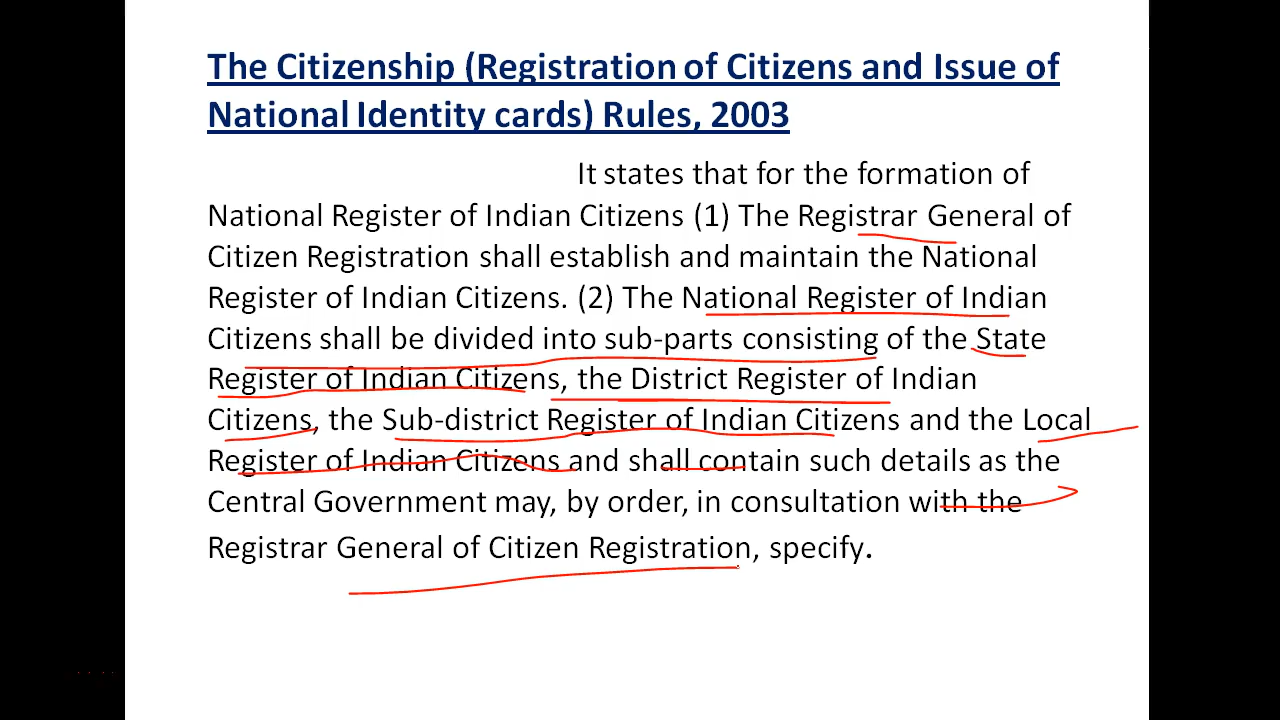 The Citizenship (Registration of Citizens and Issue of
National Identity cards) Rules, 2003
It states that for the formation of
National Register of Indian Citizens (1) The Registrar General of
Citizen Registration shall establish and maintain the National
Register of Indian Citizens. (2) The National Register of Indian
Citizens shall be divided into sub-parts consisting of the State
Register of Indian Citizens, the District Register of Indian
Citizens, the Sub-district Register of Indian Citizens and the Local
Register of Indian Citizens and shall contain such details as the
Central Government may, by order, in consultation with the
Registrar General of Citizen Registration, specify.